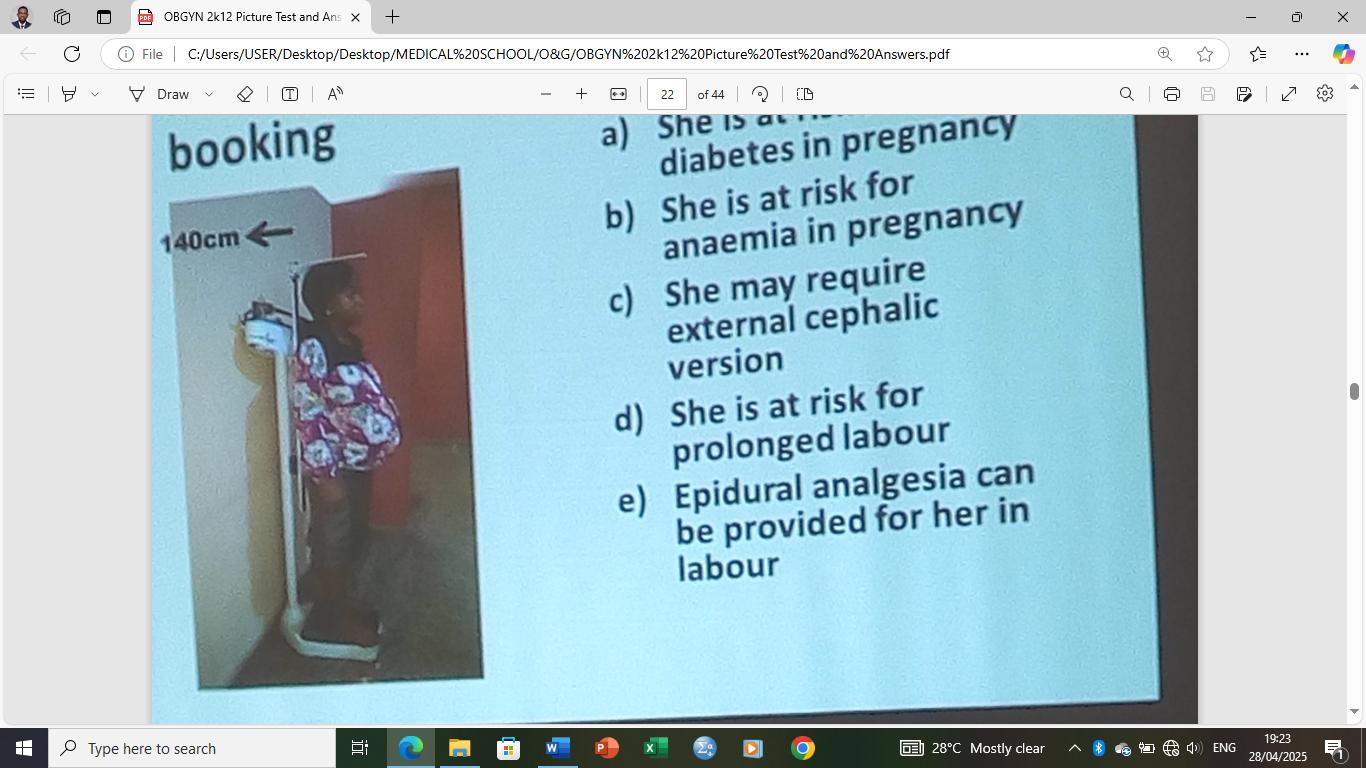 OBGYN 2k12 Picture Test and Ans
File
C:/Users/USER/Desktop/Desktop/MEDICAL%20SCHOOL/O&G/OBGYN%202k12%20Picture%20Test%20and%20Answers.pdf
Draw
22 of 44
booking
140cm
a) She is at
diabetes in pregnancy
b) She is at risk for
anaemia in pregnancy
c) She may require
external cephalic
version
d) She is at risk for
prolonged labour
e) Epidural analgesia can
be provided for her in
labour
Type here to search
28°C Mostly clear
ENG
19:23
28/04/2025
1